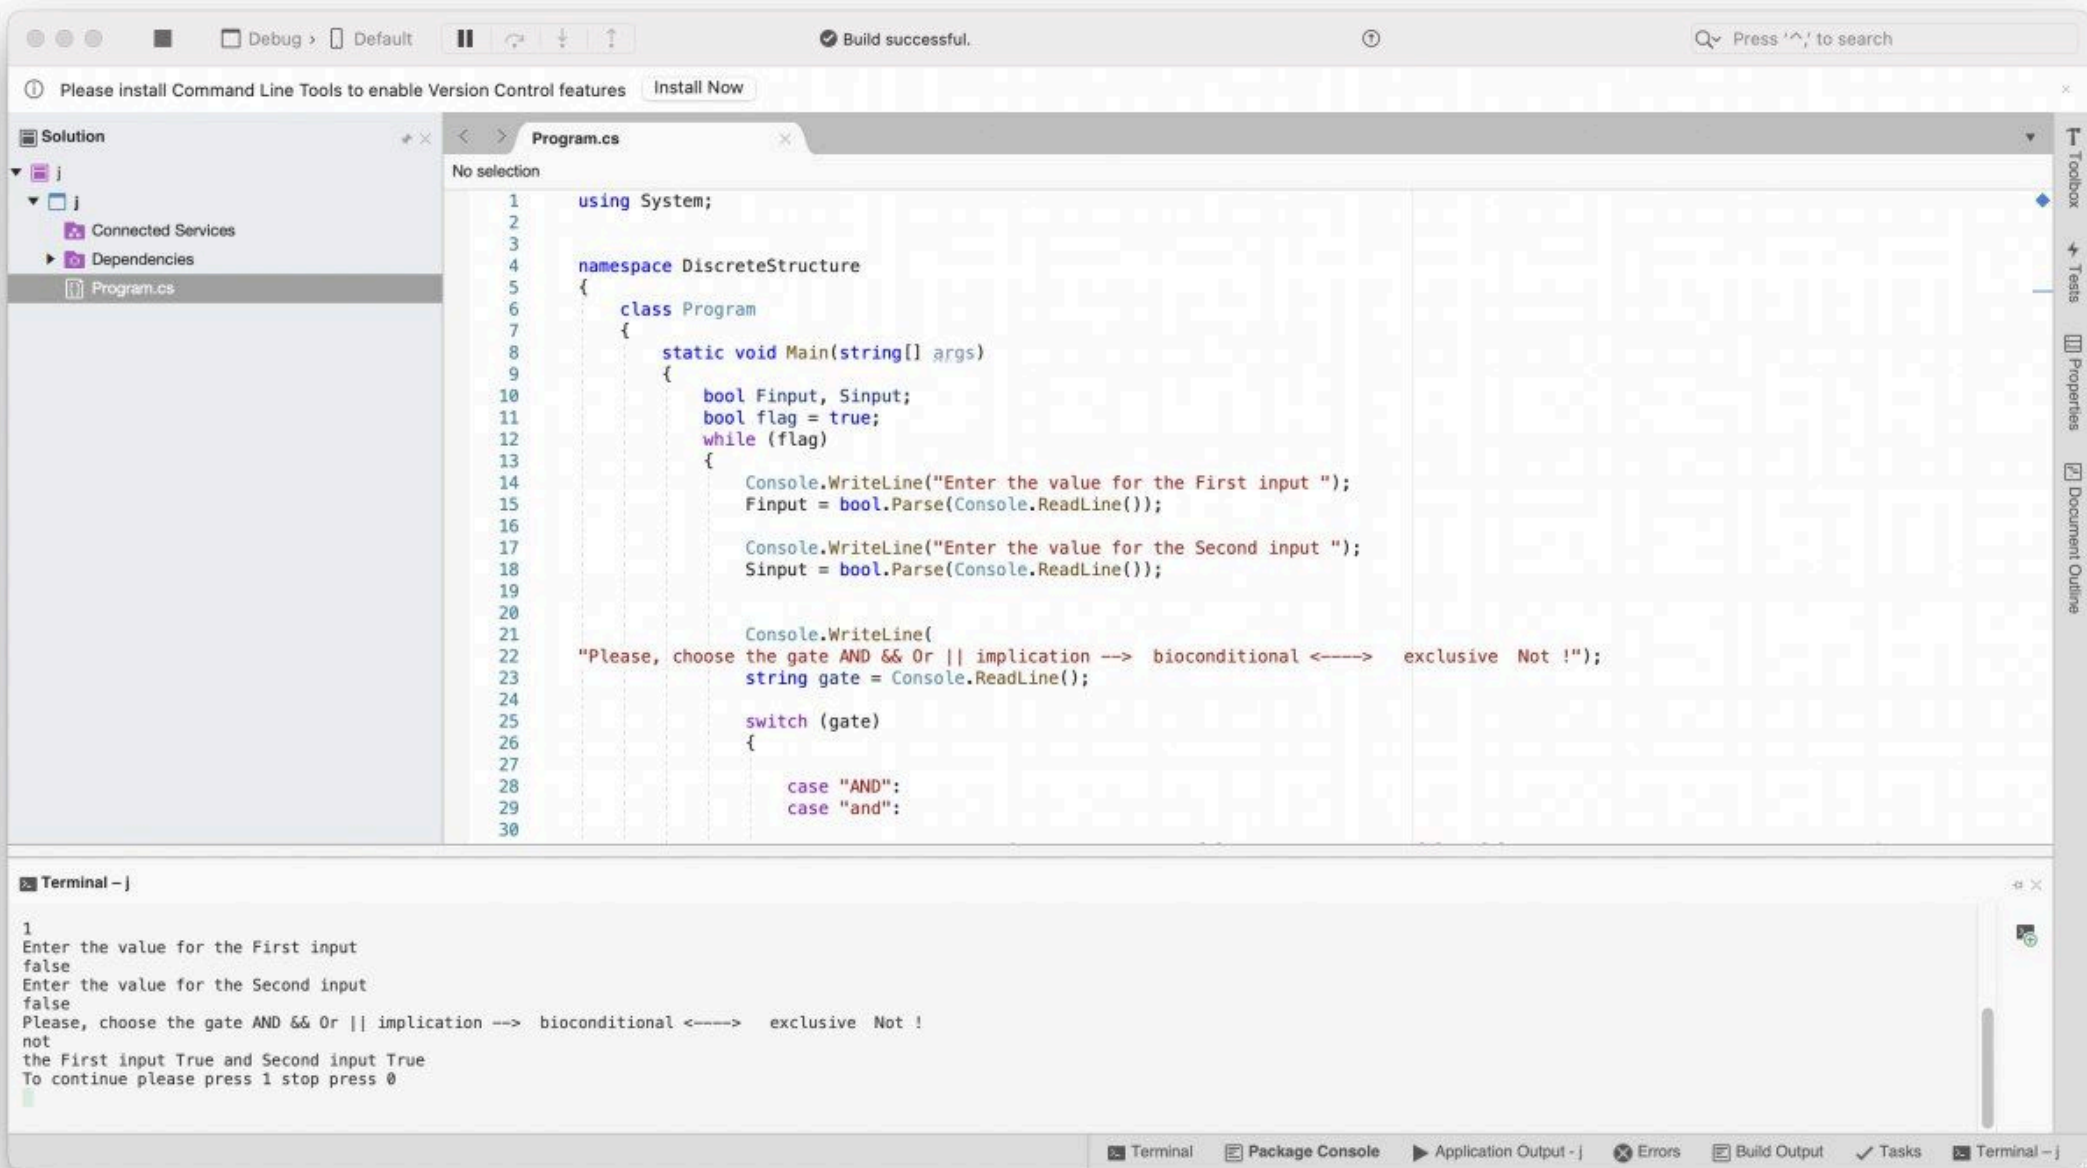 Debug › Default
Build successful.
Press '^,' to search
Please install Command Line Tools to enable Version Control features
Install Now
Solution
Program.cs
j
No selection
j
Connected Services
Dependencies
Program.cs
1 using System;
2
3
4 namespace DiscreteStructure
5 {
6 class Program
7 {
8 static void Main(string[] args)
9 {
10 bool Finput, Sinput;
11 bool flag = true;
12 while (flag)
13 {
14 Console.WriteLine("Enter the value for the First input ");
15 Finput = bool.Parse(Console.ReadLine());
16
17 Console.WriteLine("Enter the value for the Second input ");
18 Sinput = bool.Parse(Console.ReadLine());
19
20
21 Console.WriteLine(
22 "Please, choose the gate AND && Or || implication --> bioconditional <----> exclusive Not !");
23 string gate = Console.ReadLine();
24
25 switch (gate)
26 {
27
28 case "AND":
29 case "and":
30
Toolbox
Tests
Properties
Document Outline
Terminal – j
1
Enter the value for the First input
false
Enter the value for the Second input
false
Please, choose the gate AND && Or || implication --> bioconditional <----> exclusive Not !
not
the First input True and Second input True
To continue please press 1 stop press 0
Terminal
Package Console
Application Output - j
Errors
Build Output
Tasks
Terminal – j